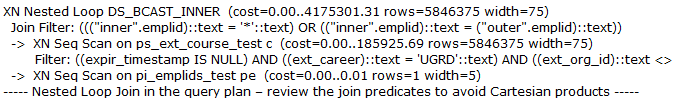 XN Nested Loop DS_BCAST_INNER  (cost=0.00..4175301.31 rows=5846375 width=75)
  Join Filter: ((("inner".emplid)::text = '*'::text) OR (("inner".emplid)::text = ("outer".emplid)::text))
  ->  XN Seq Scan on ps_ext_course_test c  (cost=0.00..185925.69 rows=5846375 width=75)
        Filter: ((expir_timestamp IS NULL) AND ((ext_career)::text = 'UGRD'::text) AND ((ext_org_id)::text <>
  ->  XN Seq Scan on pi_emplids_test pe  (cost=0.00..0.01 rows=1 width=5)
----- Nested Loop Join in the query plan – review the join predicates to avoid Cartesian products -----